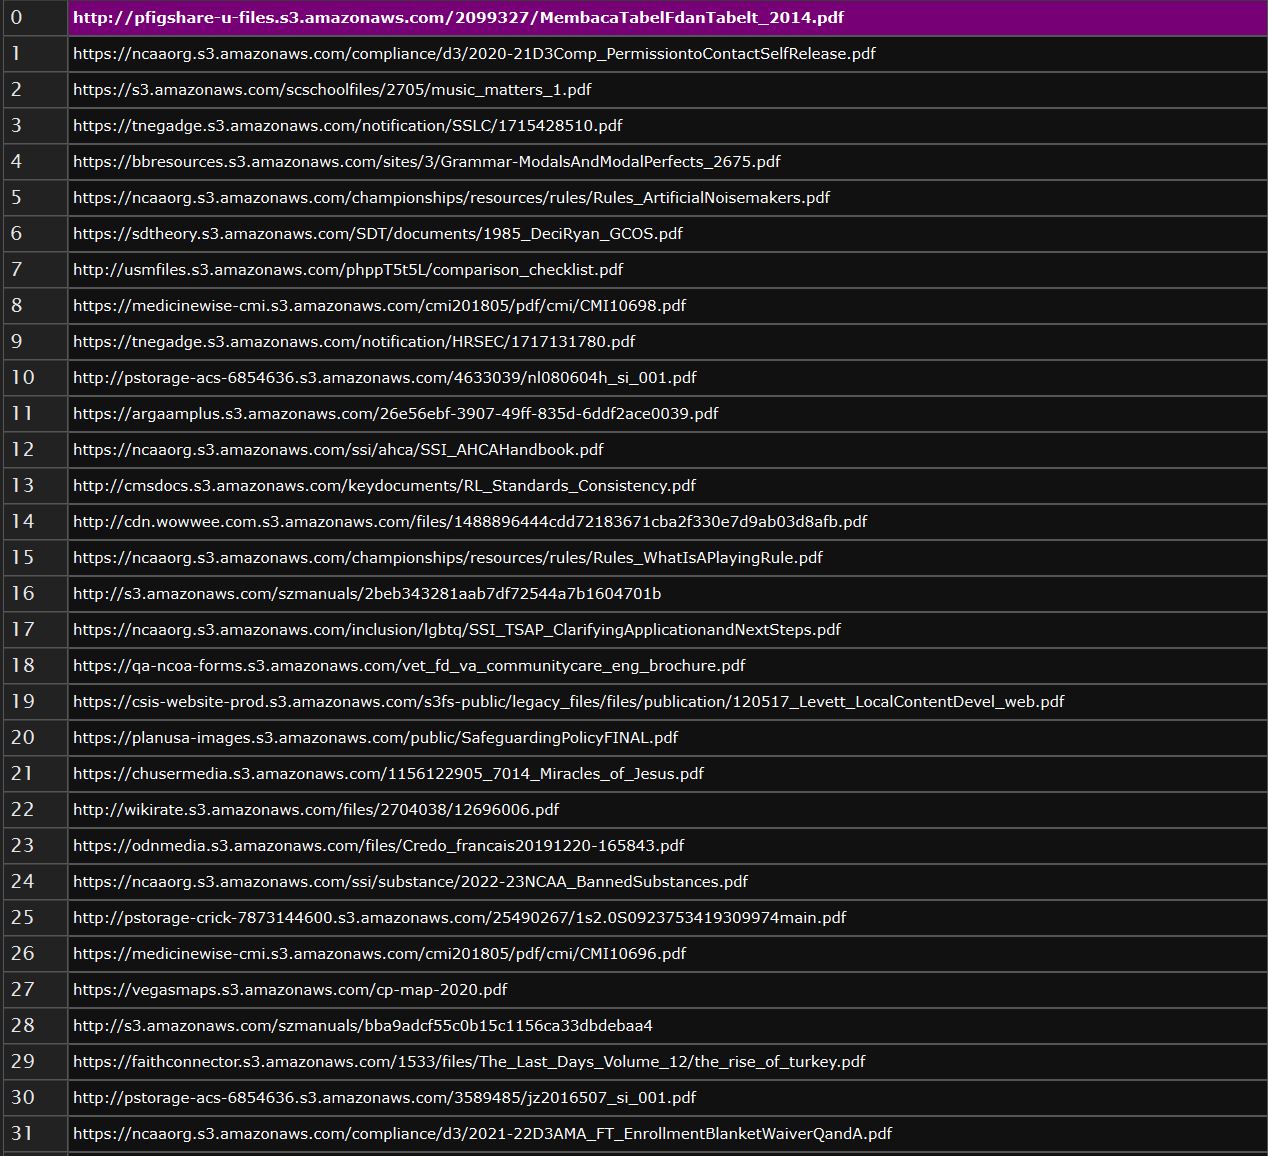 0 http://pfigshare-u-files.s3.amazonaws.com/2099327/MembacaTabelFdanTabelt_2014.pdf
1 https://ncaaorg.s3.amazonaws.com/compliance/d3/2020-21D3Comp_PermissiontoContactSelfRelease.pdf
2 https://s3.amazonaws.com/scschoolfiles/2705/music_matters_1.pdf
3 https://tnegadge.s3.amazonaws.com/notification/SSLC/1715428510.pdf
4 https://bbresources.s3.amazonaws.com/sites/3/Grammar-ModalsAndModalPerfects_2675.pdf
5 https://ncaaorg.s3.amazonaws.com/championships/resources/rules/Rules_ArtificialNoisemakers.pdf
6 https://sdtheory.s3.amazonaws.com/SDT/documents/1985_DeciRyan_GCOS.pdf
7 http://usmfiles.s3.amazonaws.com/phppT5t5L/comparison_checklist.pdf
8 https://medicinewise-cmi.s3.amazonaws.com/cmi201805/pdf/cmi/CMI10698.pdf
9 https://tnegadge.s3.amazonaws.com/notification/HRSEC/1717131780.pdf
10 http://pstorage-acs-6854636.s3.amazonaws.com/4633039/nl080604h_si_001.pdf
11 https://argaamplus.s3.amazonaws.com/26e56ebf-3907-49ff-835d-6ddf2ace0039.pdf
12 https://ncaaorg.s3.amazonaws.com/ssi/ahca/SSI_AHCAHandbook.pdf
13 http://cmsdocs.s3.amazonaws.com/keydocuments/RL_Standards_Consistency.pdf
14 http://cdn.wowwee.com.s3.amazonaws.com/files/1488896444cdd72183671cba2f330e7d9ab03d8afb.pdf
15 https://ncaaorg.s3.amazonaws.com/championships/resources/rules/Rules_WhatIsAPlayingRule.pdf
16 http://s3.amazonaws.com/szmanuals/2beb343281aab7df72544a7b1604701b
17 https://ncaaorg.s3.amazonaws.com/inclusion/lgbtq/SSI_TSAP_ClarifyingApplicationandNextSteps.pdf
18 https://qa-ncoa-forms.s3.amazonaws.com/vet_fd_va_communitycare_eng_brochure.pdf
19 https://csis-website-prod.s3.amazonaws.com/s3fs-public/legacy_files/files/publication/120517_Levett_LocalContentDevel_web.pdf
20 https://planusa-images.s3.amazonaws.com/public/SafeguardingPolicyFINAL.pdf
21 https://chusermedia.s3.amazonaws.com/1156122905_7014_Miracles_of_Jesus.pdf
22 http://wikirate.s3.amazonaws.com/files/2704038/12696006.pdf
23 https://odnmedia.s3.amazonaws.com/files/Credo_francais20191220-165843.pdf
24 https://ncaaorg.s3.amazonaws.com/ssi/substance/2022-23NCAA_BannedSubstances.pdf
25 http://pstorage-crick-7873144600.s3.amazonaws.com/25490267/1s2.0S0923753419309974main.pdf
26 https://medicinewise-cmi.s3.amazonaws.com/cmi201805/pdf/cmi/CMI10696.pdf
27 https://vegasmaps.s3.amazonaws.com/cp-map-2020.pdf
28 http://s3.amazonaws.com/szmanuals/bba9adcf55c0b15c1156ca33dbdebaa4
29 https://faithconnector.s3.amazonaws.com/1533/files/The_Last_Days_Volume_12/the_rise_of_turkey.pdf
30 http://pstorage-acs-6854636.s3.amazonaws.com/3589485/jz2016507_si_001.pdf
31 https://ncaaorg.s3.amazonaws.com/compliance/d3/2021-22D3AMA_FT_EnrollmentBlanketWaiverQandA.pdf